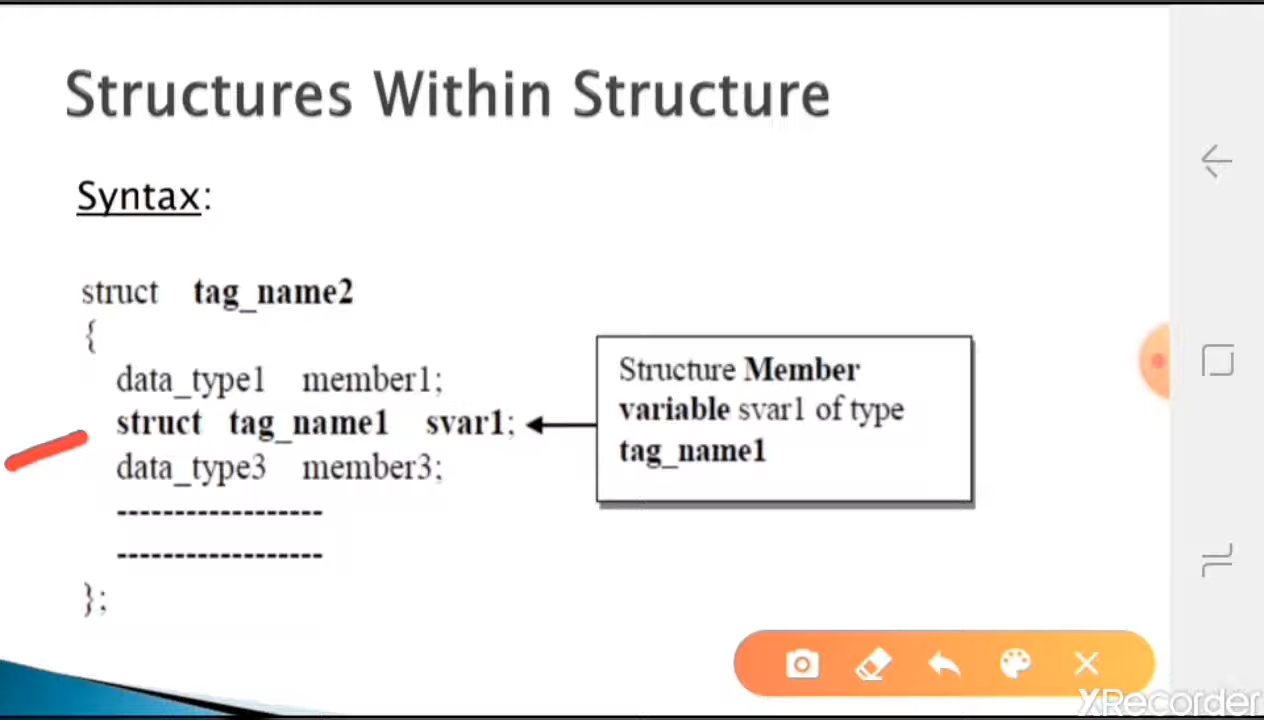 Structures Within Structure
Syntax:
struct tag_name2
{
data_type1 member1;
struct tag_name1 svar1;
data_type3 member3;
------------------
------------------
};
Structure Member
variable svar1 of type
tag_name1
XRecorder